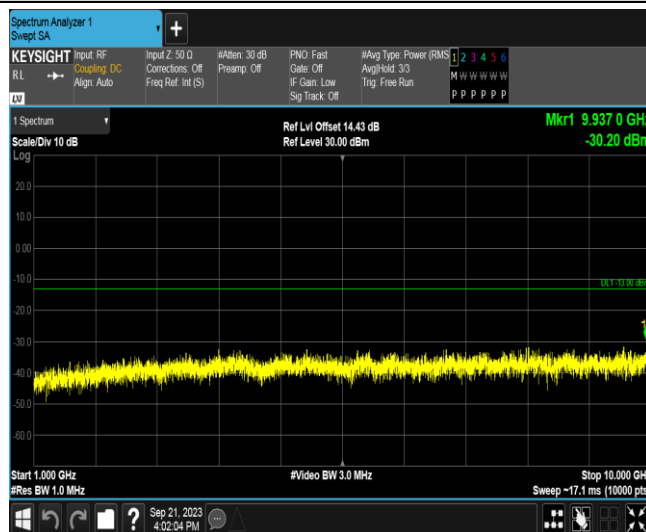 Spectrum Analyzer 1
Swept SA
+
KEYSIGHT
RL
LXI
Input: RF
Coupling: DC
Align: Auto
Input Z: 50 Ω
Corrections: Off
Freq Ref: Int (S)
#Atten: 30 dB
Preamp: Off
PNO: Fast
Gate: Off
IF Gain: Low
Sig Track: Off
#Avg Type: Power (RMS
Avg|Hold: 3/3
Trig: Free Run
1 2 3 4 5 6
M W W W W W
P P P P P P
1 Spectrum
Scale/Div 10 dB
Log
Ref Lvl Offset 14.43 dB
Ref Level 30.00 dBm
Mkr1 9.937 0 GHz
-30.20 dBm
20.0
10.0
0.00
-10.0
-20.0
-30.0
-40.0
-50.0
-60.0
DL1 -13.00 dBm
1
Start 1.000 GHz
#Res BW 1.0 MHz
#Video BW 3.0 MHz
Stop 10.000 GHz
Sweep ~17.1 ms (10000 pts
?
Sep 21, 2023
4:02:04 PM